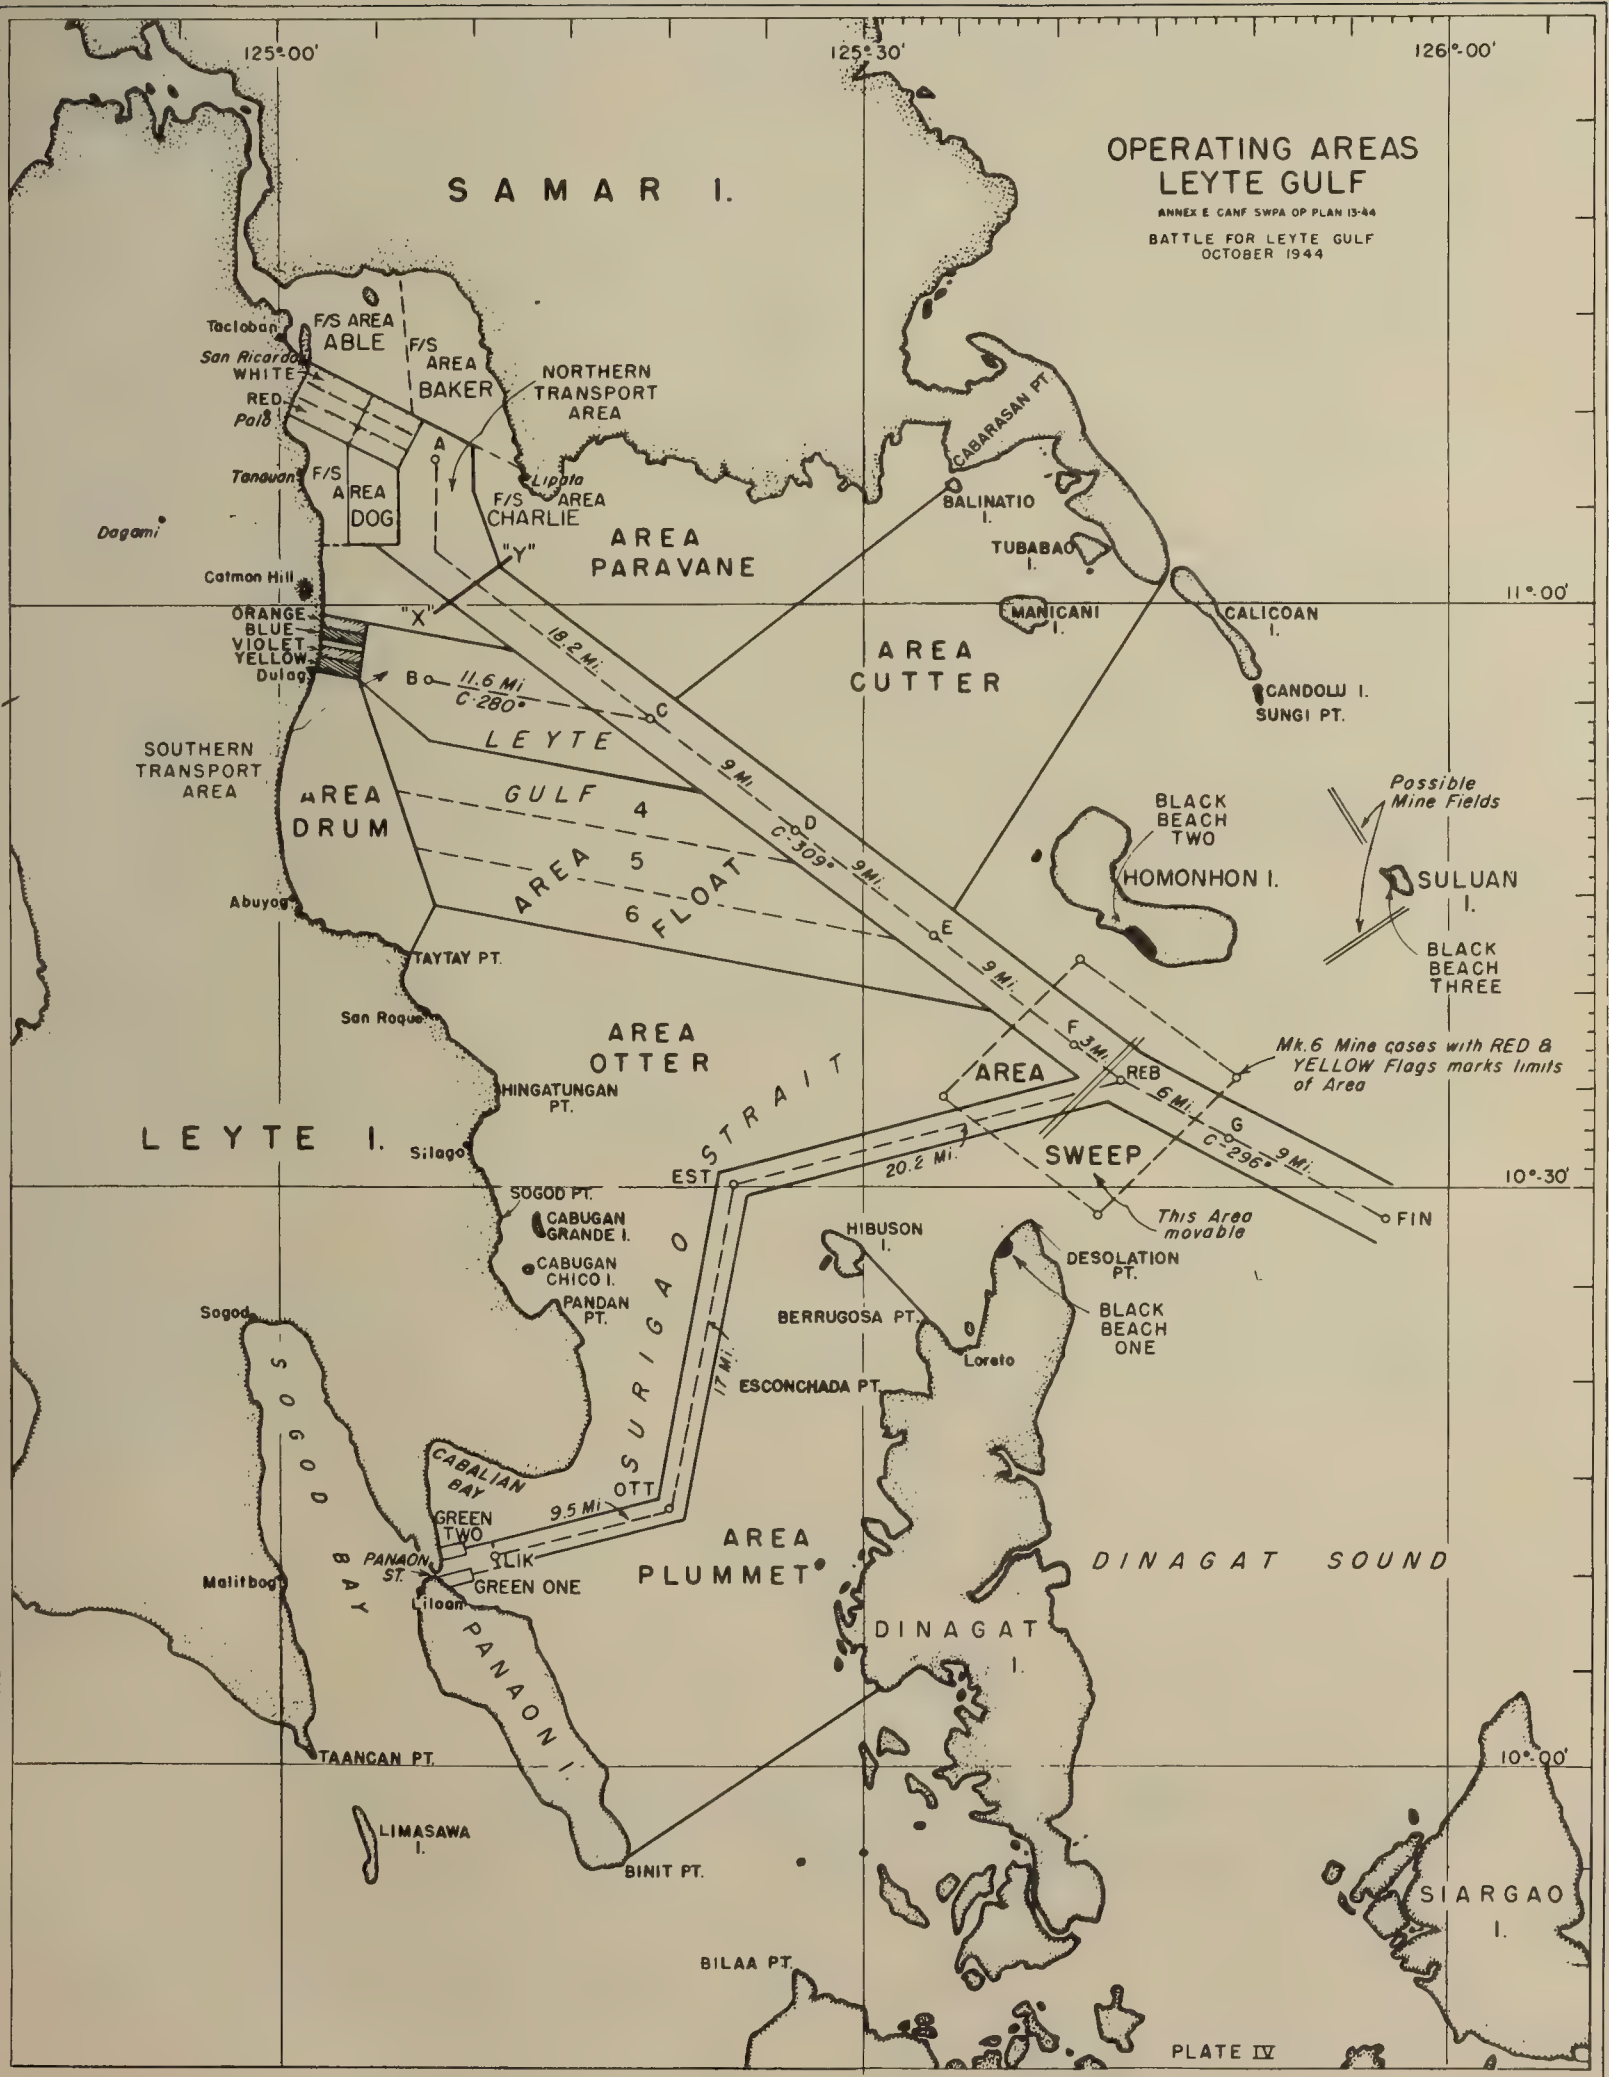 125°-00'
125°-30'
126°-00'
OPERATING AREAS
LEYTE GULF
ANNEX E CANF SWPA OP PLAN 13-44
BATTLE FOR LEYTE GULF
OCTOBER 1944
SAMAR I.
Tacloban
F/S AREA
ABLE
F/S
AREA
BAKER
San Ricardo
WHITE
RED
Palo
NORTHERN
TRANSPORT
AREA
CABARASAN PT.
A
Tanauan
F/S
AREA
DOG
Lipata
F/S AREA
CHARLIE
BALINATIO
I.
Dagami
AREA
PARAVANE
TUBABAO
I.
"Y"
Catmon Hill
11°-00'
"X"
ORANGE
BLUE
VIOLET
YELLOW
Dulag
MANICANI
I.
CALICOAN
I.
18.2 Mi.
AREA
CUTTER
B
11.6 Mi
C-280°
CANDOLU I.
SUNGI PT.
C
LEYTE
GULF
SOUTHERN
TRANSPORT
AREA
9 Mi.
Possible
Mine Fields
AREA
DRUM
4
BLACK
BEACH
TWO
D
C-309°
9 Mi.
5
AREA
FLOAT
6
HOMONHON I.
SULUAN
I.
Abuyog
E
TAYTAY PT.
BLACK
BEACH
THREE
9 Mi.
San Roque
AREA
OTTER
F
3 Mi.
Mk.6 Mine cases with RED &
YELLOW Flags marks limits
of Area
AREA
REB
HINGATUNGAN
PT.
6 Mi.
G
C-296°
9 Mi.
LEYTE I.
Silago
SWEEP
20.2 Mi.
EST
10°-30'
SOGOD PT.
CABUGAN
GRANDE I.
This Area
movable
FIN
HIBUSON
I.
DESOLATION
PT.
CABUGAN
CHICO I.
PANDAN
PT.
SURIGAO STRAIT
Sogod
BERRUGOSA PT.
BLACK
BEACH
ONE
Loreto
17 Mi.
ESCONCHADA PT.
SOGOD BAY
CABALIAN
BAY
OTT
9.5 Mi
GREEN
TWO
AREA
PLUMMET
LIK
PANAON
ST.
DINAGAT SOUND
Malitbog
GREEN ONE
Liloan
DINAGAT
I.
PANAON I.
TAANCAN PT.
10°-00'
LIMASAWA
I.
BINIT PT.
SIARGAO
I.
BILAA PT.
PLATE IV